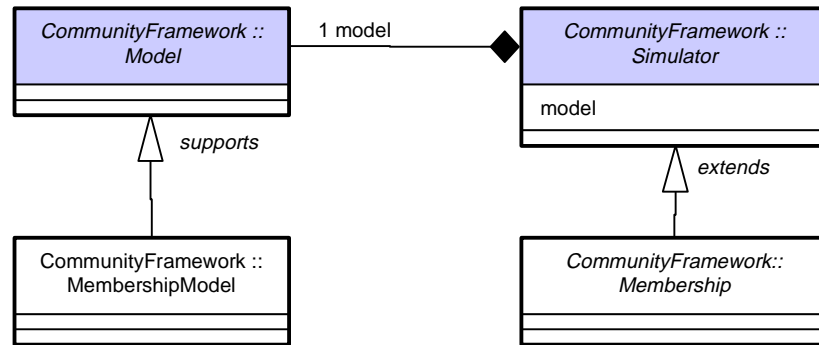 CommunityFramework ::
Model
1 model
CommunityFramework ::
Simulator
model
supports
extends
CommunityFramework ::
MembershipModel
CommunityFramework::
Membership